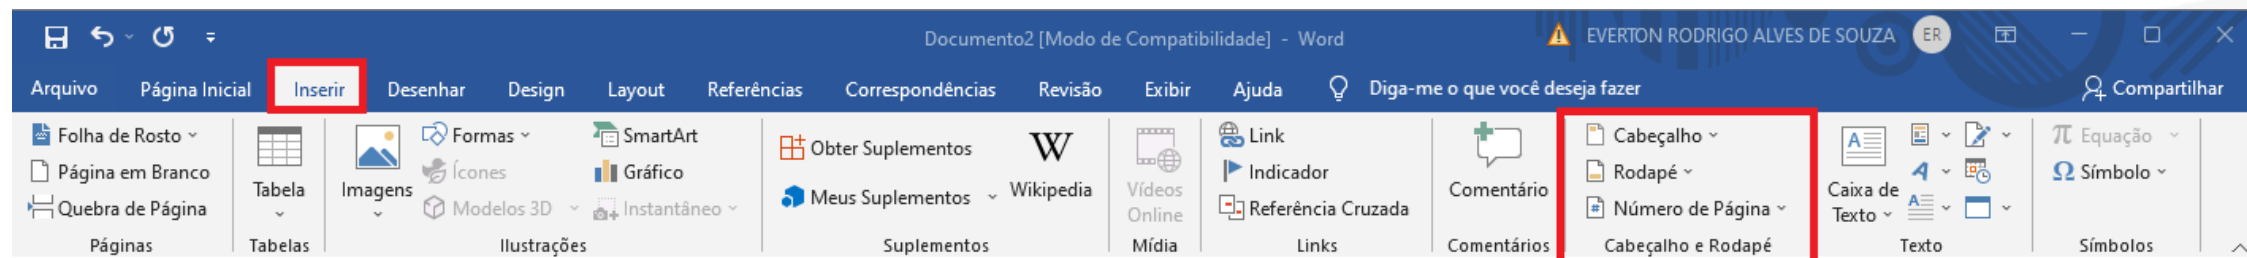 Documento2 [Modo de Compatibilidade] - Word
EVERTON RODRIGO ALVES DE SOUZA
ER
Arquivo Página Inicial Inserir Desenhar Design Layout Referências Correspondências Revisão Exibir Ajuda Diga-me o que você deseja fazer Compartilhar
Folha de Rosto
Página em Branco
Quebra de Página
Páginas
Tabela
Tabelas
Imagens
Formas
Ícones
Modelos 3D
SmartArt
Gráfico
Instantâneo
Ilustrações
Obter Suplementos
Meus Suplementos
W
Wikipedia
Suplementos
Vídeos
Online
Mídia
Link
Indicador
Referência Cruzada
Links
Comentário
Comentários
Cabeçalho
Rodapé
# Número de Página
Cabeçalho e Rodapé
A
Caixa de
Texto
A
A
Texto
π Equação
Ω Símbolo
Símbolos